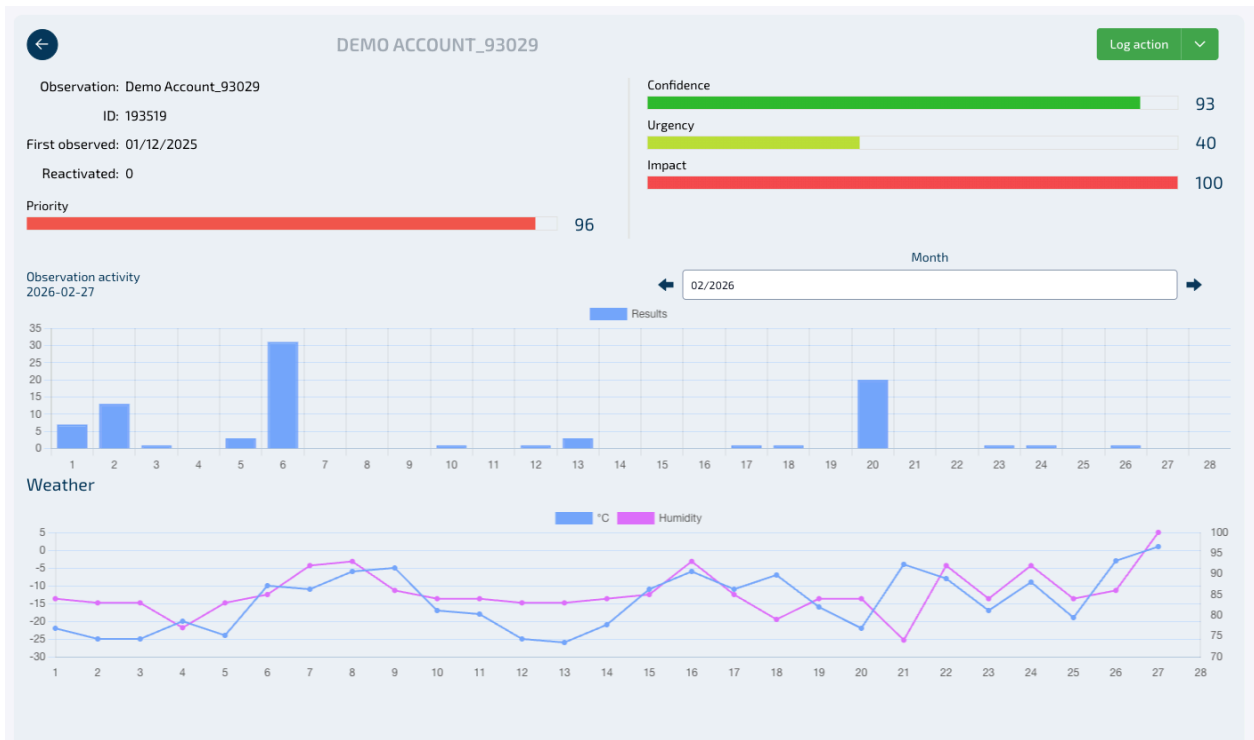 DEMO ACCOUNT_93029
Log action
Observation: Demo Account_93029
ID: 193519
First observed: 01/12/2025
Reactivated: 0
Priority
96
Confidence
93
Urgency
40
Impact
100
Observation activity
2026-02-27
Month
02/2026
Results
35
30
25
20
15
10
5
0
1 2 3 4 5 6 7 8 9 10 11 12 13 14 15 16 17 18 19 20 21 22 23 24 25 26 27 28
Weather
°C Humidity
5 100
0 95
-5 90
-10 85
-15 80
-20 75
-25 70
-30
1 2 3 4 5 6 7 8 9 10 11 12 13 14 15 16 17 18 19 20 21 22 23 24 25 26 27 28